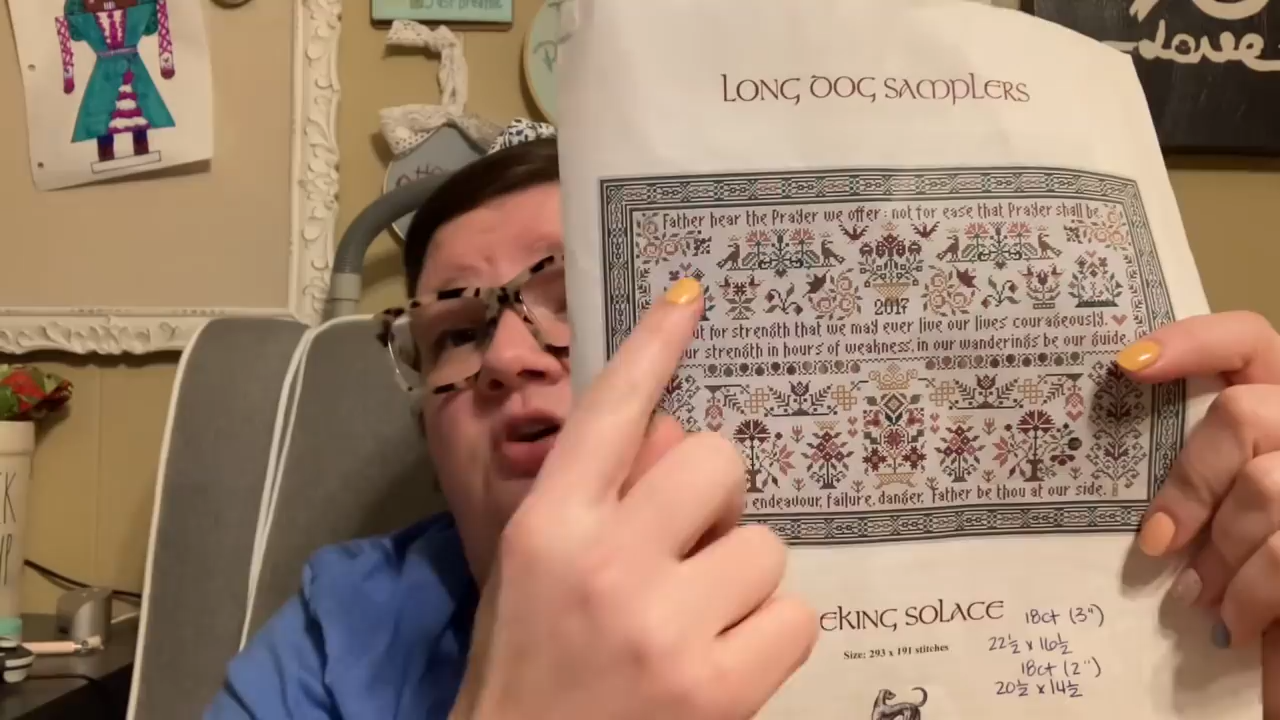 Just breathe
Love
LONG DOG SAMPLERS
Father hear the Prayer we offer: not for ease that Prayer shall be.
2017
for strength that we may ever live our lives courageously.
our strength in hours of weakness, in our wanderings be our guide
endeavour, failure, danger, Father be thou at our side.
EKING SOLACE
Size: 293 x 191 stitches
18ct (3")
22½ x 16½
18ct (2")
20½ x 14½